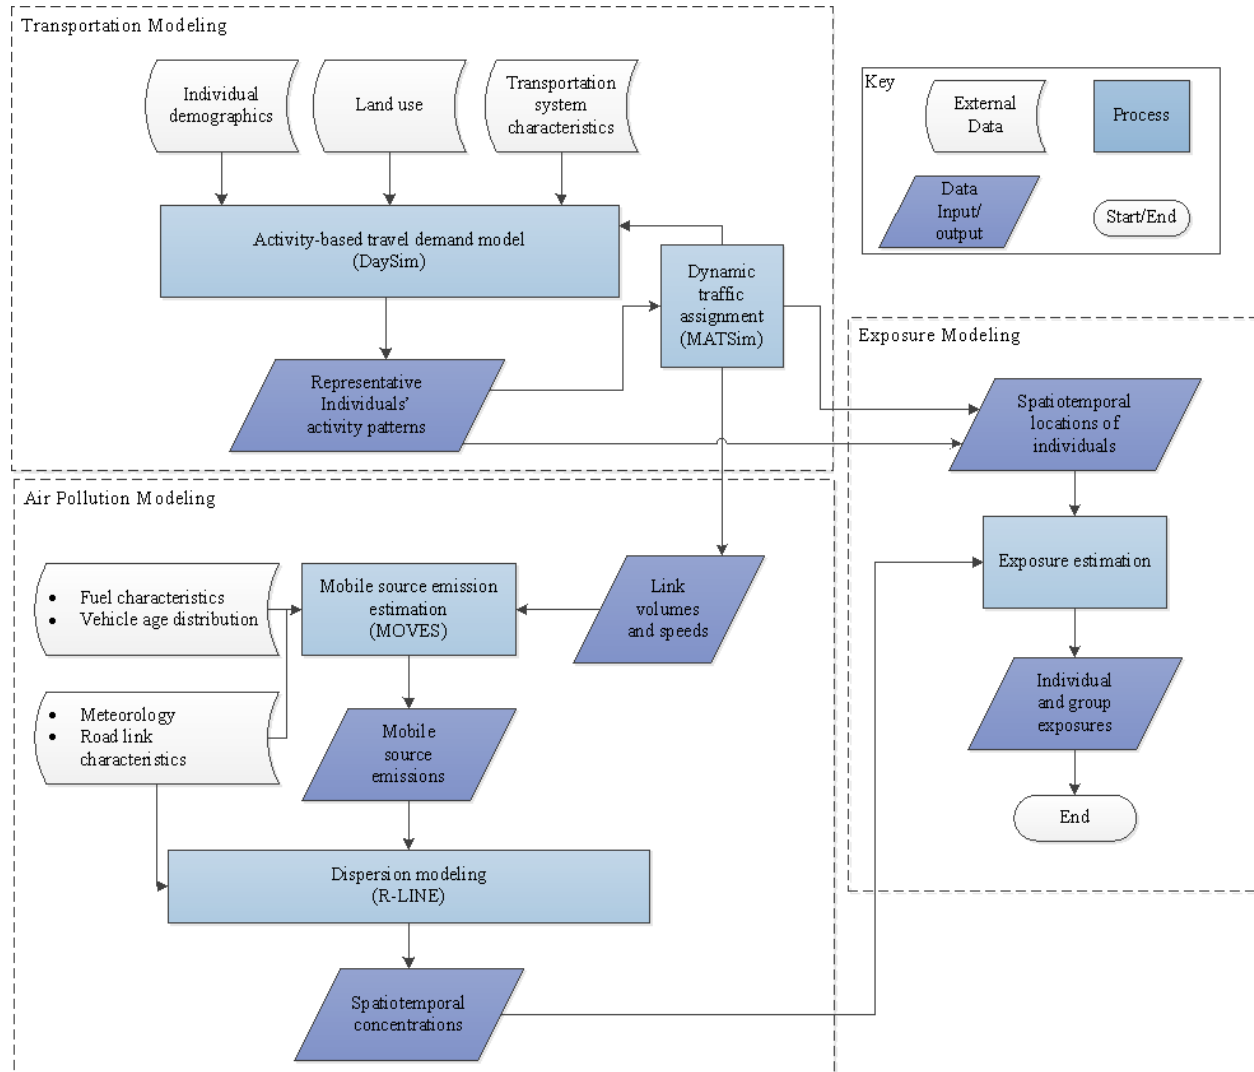 Transportation Modeling
Individual
demographics
Land use
Transportation
system
characteristics
Key
External
Data
Process
Data
Input/
output
Start/End
Activity-based travel demand model
(DaySim)
Dynamic
traffic
assignment
(MATSim)
Representative
Individuals'
activity patterns
Exposure Modeling
Spatiotemporal
locations of
individuals
Exposure estimation
Individual
and group
exposures
End
Air Pollution Modeling
• Fuel characteristics
• Vehicle age distribution
Mobile source emission
estimation
(MOVES)
Link
volumes
and speeds
• Meteorology
• Road link
characteristics
Mobile
source
emissions
Dispersion modeling
(R-LINE)
Spatiotemporal
concentrations